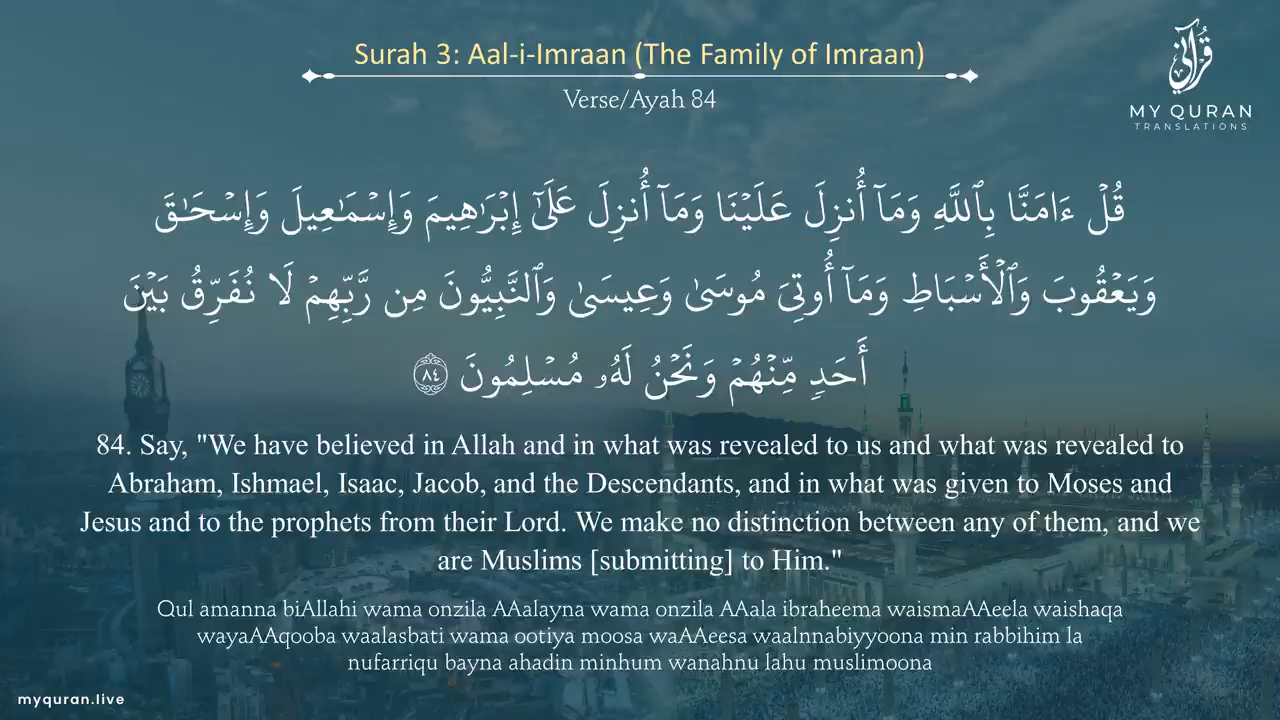 Surah 3: Aal-i-Imraan (The Family of Imraan)
Verse/Ayah 84
قرآني
MY QURAN
TRANSLATIONS
قُلْ ءَامَنَّا بِٱللَّهِ وَمَآ أُنزِلَ عَلَيْنَا وَمَآ أُنزِلَ عَلَىٰٓ إِبْرَٰهِيمَ وَإِسْمَـٰعِيلَ وَإِسْحَـٰقَ
وَيَعْقُوبَ وَٱلْأَسْبَاطِ وَمَآ أُوتِىَ مُوسَىٰ وَعِيسَىٰ وَٱلنَّبِيُّونَ مِن رَّبِّهِمْ لَا نُفَرِّقُ بَيْنَ
أَحَدٍ مِّنْهُمْ وَنَحْنُ لَهُۥ مُسْلِمُونَ ٨٤
84. Say, "We have believed in Allah and in what was revealed to us and what was revealed to
Abraham, Ishmael, Isaac, Jacob, and the Descendants, and in what was given to Moses and
Jesus and to the prophets from their Lord. We make no distinction between any of them, and we
are Muslims [submitting] to Him."
Qul amanna biAllahi wama onzila AAalayna wama onzila AAala ibraheema waismaAAeela waishaqa
wayaAAqooba waalasbati wama ootiya moosa waAAeesa waalnnabiyyoona min rabbihim la
nufarriqu bayna ahadin minhum wanahnu lahu muslimoona
myquran.live